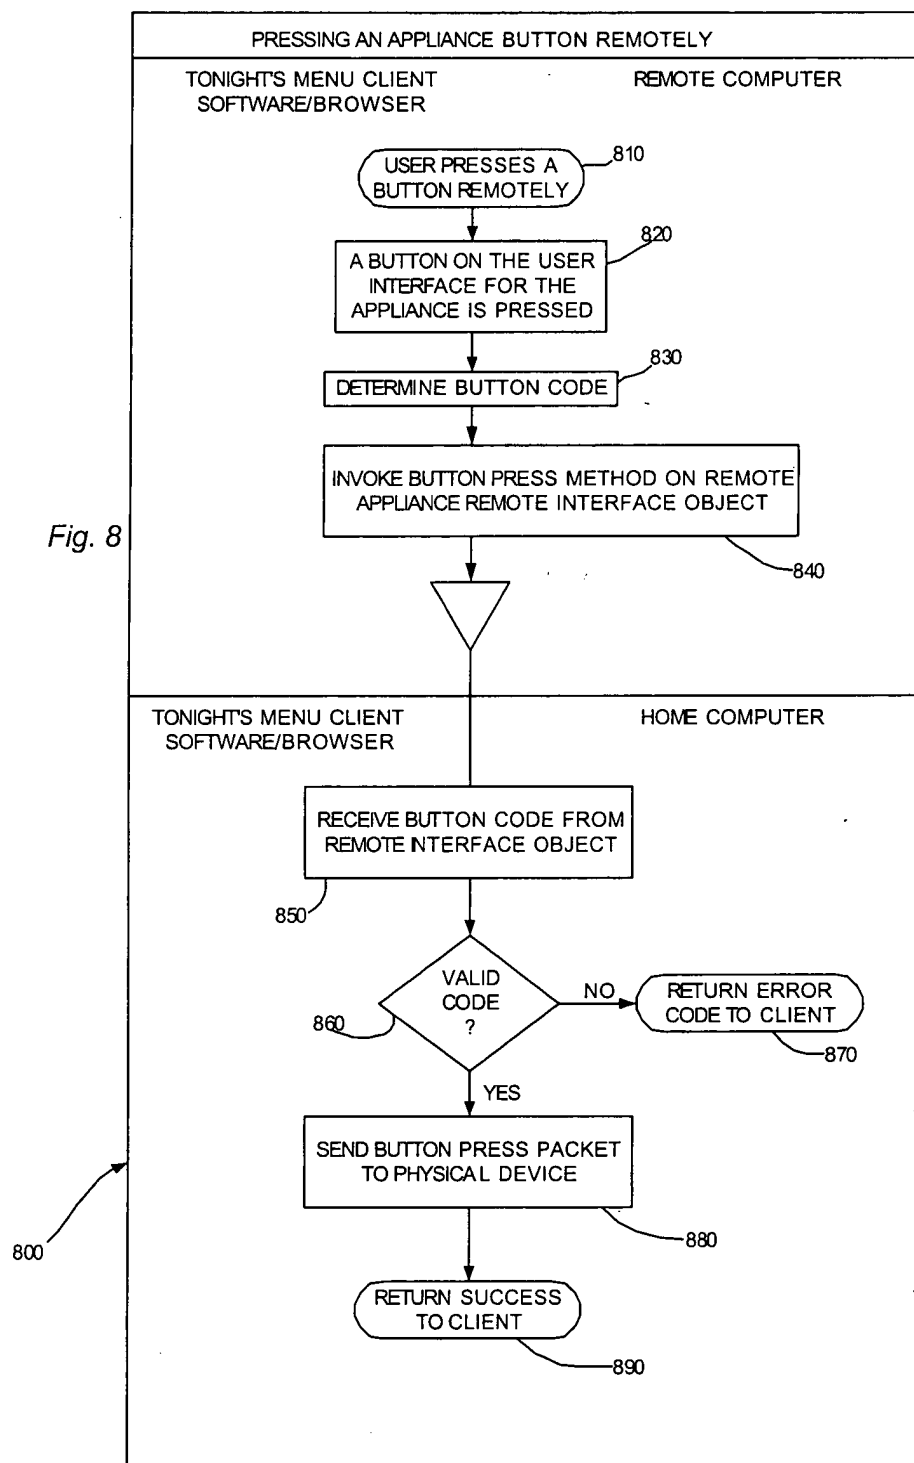 PRESSING AN APPLIANCE BUTTON REMOTELY
TONIGHT'S MENU CLIENT
SOFTWARE/BROWSER
REMOTE COMPUTER
USER PRESSES A
BUTTON REMOTELY
810
A BUTTON ON THE USER
INTERFACE FOR THE
APPLIANCE IS PRESSED
820
DETERMINE BUTTON CODE
830
INVOKE BUTTON PRESS METHOD ON REMOTE
APPLIANCE REMOTE INTERFACE OBJECT
840
Fig. 8
TONIGHT'S MENU CLIENT
SOFTWARE/BROWSER
HOME COMPUTER
RECEIVE BUTTON CODE FROM
REMOTE INTERFACE OBJECT
850
VALID
CODE
?
860
NO
RETURN ERROR
CODE TO CLIENT
870
YES
SEND BUTTON PRESS PACKET
TO PHYSICAL DEVICE
880
800
RETURN SUCCESS
TO CLIENT
890